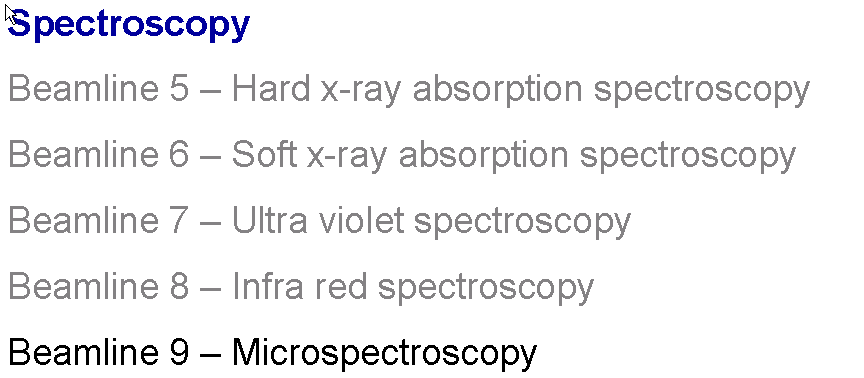 Spectroscopy
Beamline 5 – Hard x-ray absorption spectroscopy
Beamline 6 – Soft x-ray absorption spectroscopy
Beamline 7 – Ultra violet spectroscopy
Beamline 8 – Infra red spectroscopy
Beamline 9 – Microspectroscopy